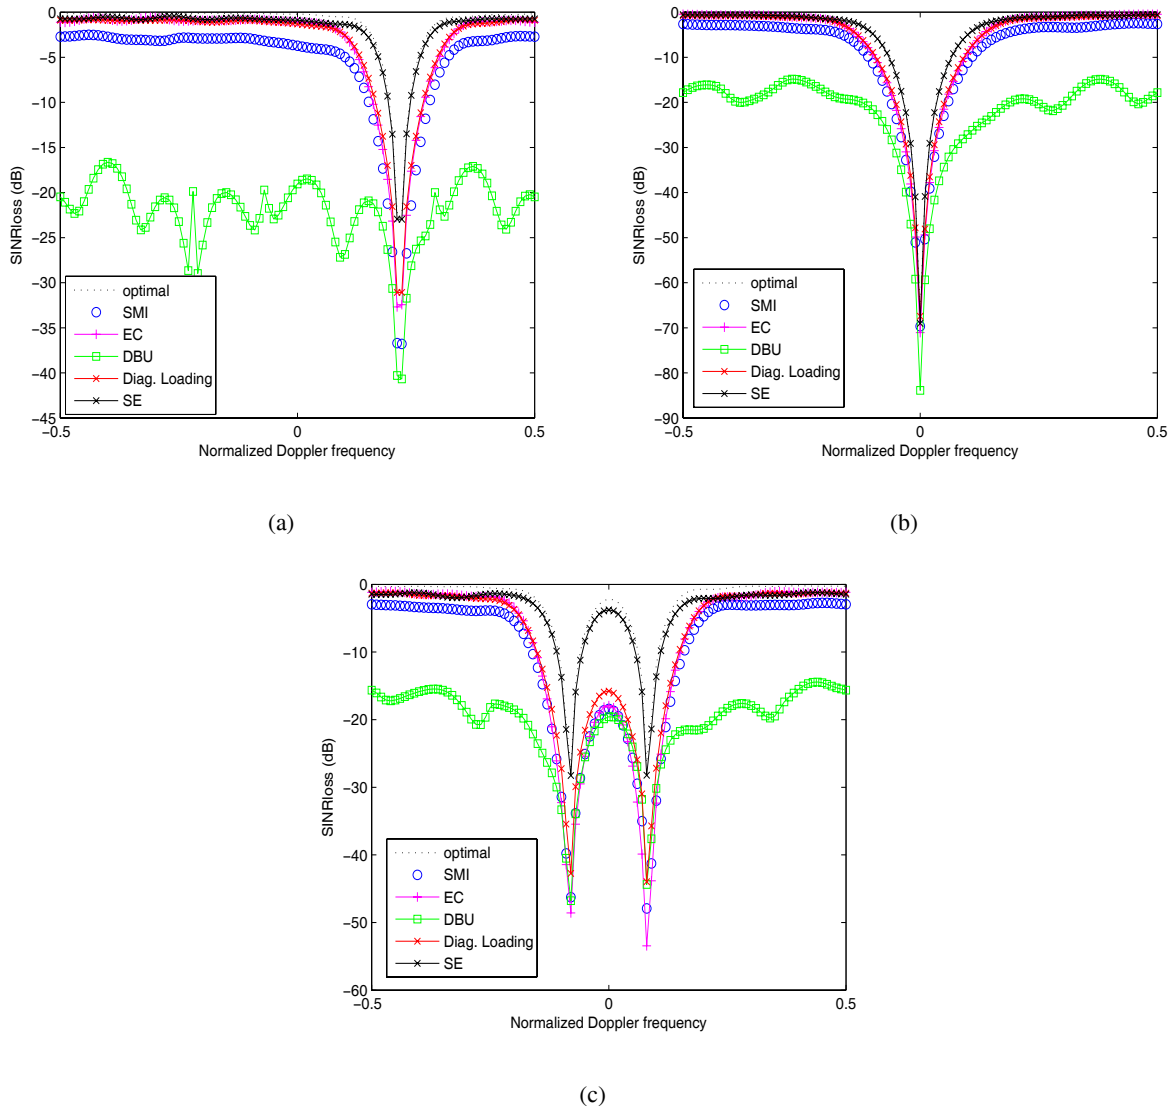 0
−5
−10
−15
−20
−25
−30
−35
−40
−45
−0.5
0
0.5
SINRloss (dB)
Normalized Doppler frequency
optimal
SMI
EC
DBU
Diag. Loading
SE
(a)
0
−10
−20
−30
−40
−50
−60
−70
−80
−90
−0.5
0
0.5
SINRloss (dB)
Normalized Doppler frequency
optimal
SMI
EC
DBU
Diag. Loading
SE
(b)
0
−10
−20
−30
−40
−50
−60
−0.5
0
0.5
SINRloss (dB)
Normalized Doppler frequency
optimal
SMI
EC
DBU
Diag. Loading
SE
(c)